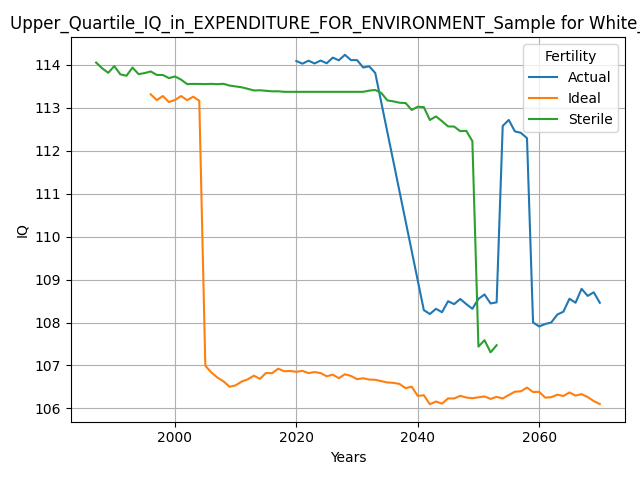 Upper_Quartile_IQ_in_EXPENDITURE_FOR_ENVIRONMENT_Sample for White_
Fertility
Actual
Ideal
Sterile
IQ
114
113
112
111
110
109
108
107
106
2000
2020
2040
2060
Years